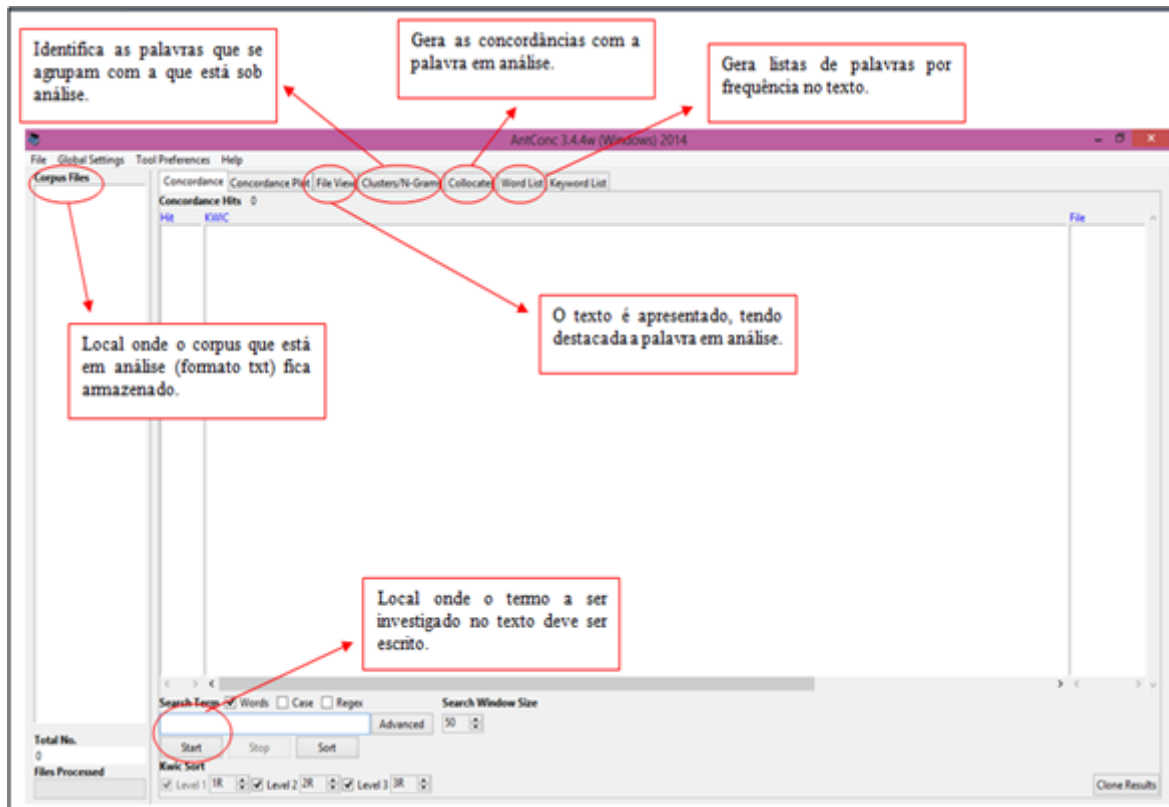 Identifica as palavras que se
agrupam com a que está sob
análise.
Gera as concordâncias com a
palavra em análise.
Gera listas de palavras por
frequência no texto.
AntConc 3.4.4w (Windows) 2014
File Global Settings Tool Preferences Help
Corpus Files
Concordance Concordance Plot File View Clusters/N-Grams Collocates Word List Keyword List
Concordance Hits 0
Hit KWIC File
O texto é apresentado, tendo
destacada a palavra em análise.
Local onde o corpus que está
em análise (formato txt) fica
armazenado.
Local onde o termo a ser
investigado no texto deve ser
escrito.
Search Term Words Case Regex Search Window Size
Advanced 50
Start Stop Sort
Total No.
0
Files Processed
Kwic Sort
Level 1 1R Level 2 2R Level 3 3R
Clone Results